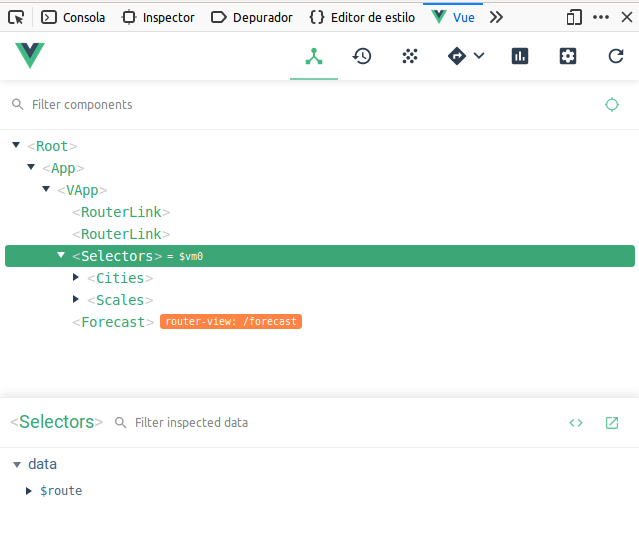 Consola Inspector Depurador {} Editor de estilo Vue
Filter components
<Root>
<App>
<VApp>
<RouterLink>
<RouterLink>
<Selectors> = $vm0
<Cities>
<Scales>
<Forecast> router-view: /forecast
<Selectors> Filter inspected data
data
$route